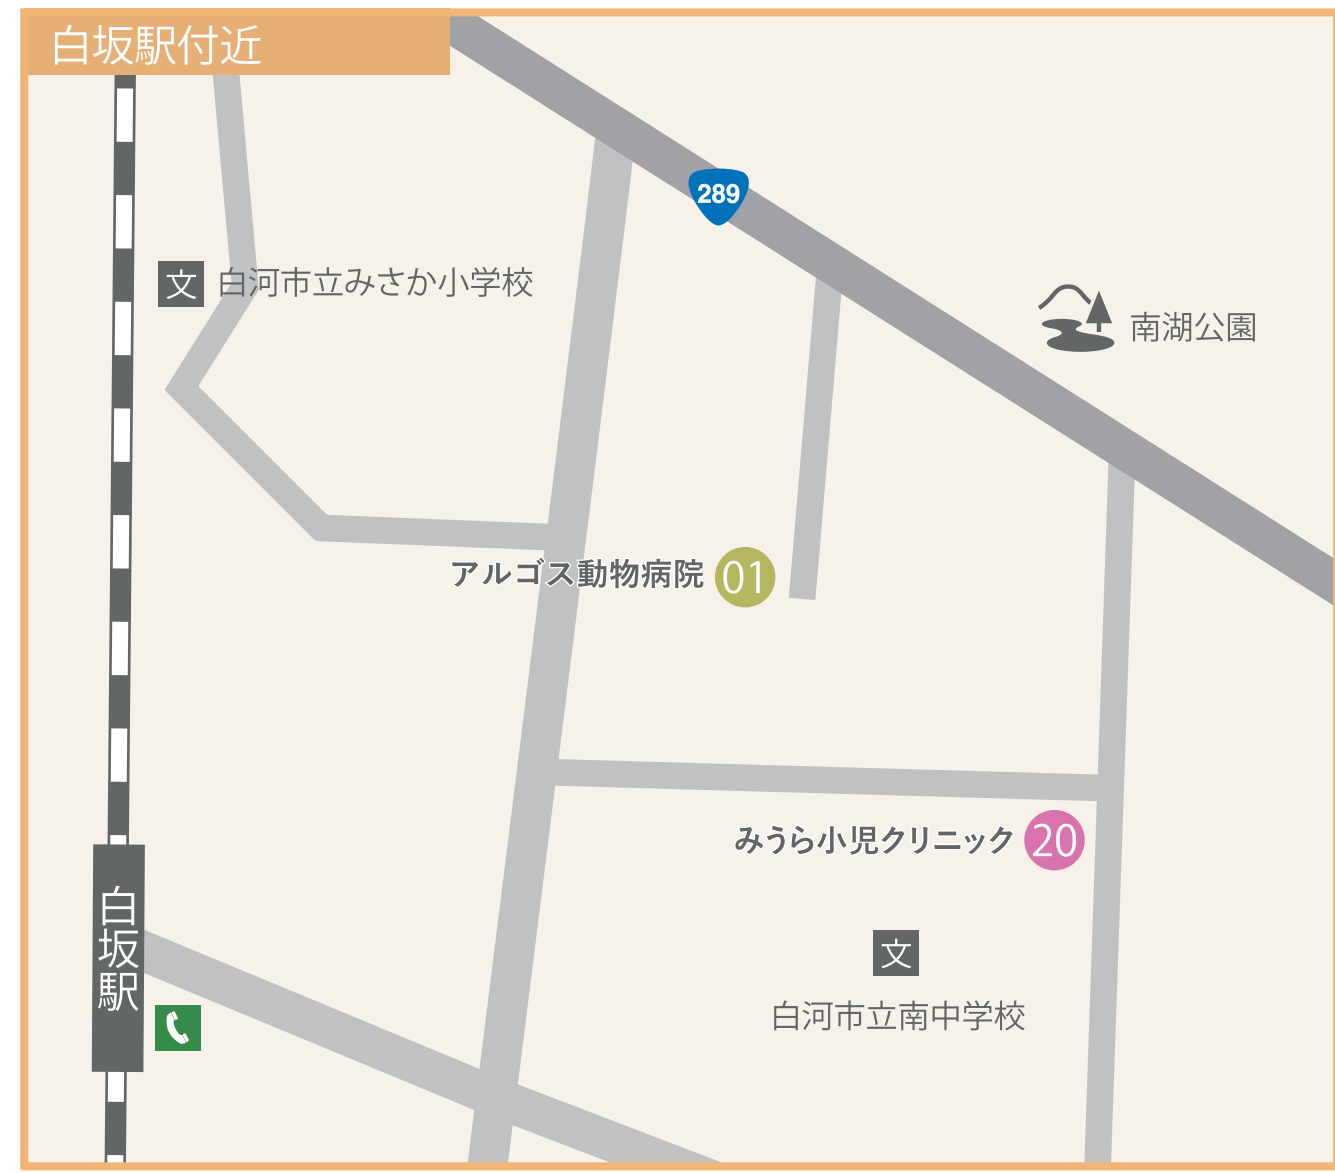 白坂駅付近
289
文 白河市立みさか小学校
南湖公園
アルゴス動物病院 01
みうら小児クリニック 20
白坂駅
文
白河市立南中学校